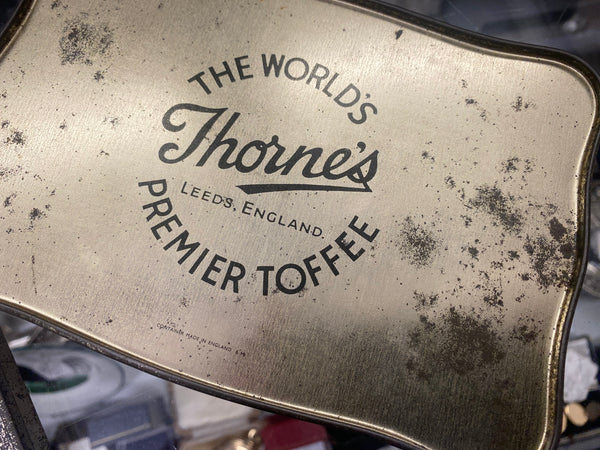 THE WORLD'S
Thorne's
LEEDS, ENGLAND.
PREMIER TOFFEE
CONTAINER MADE IN ENGLAND